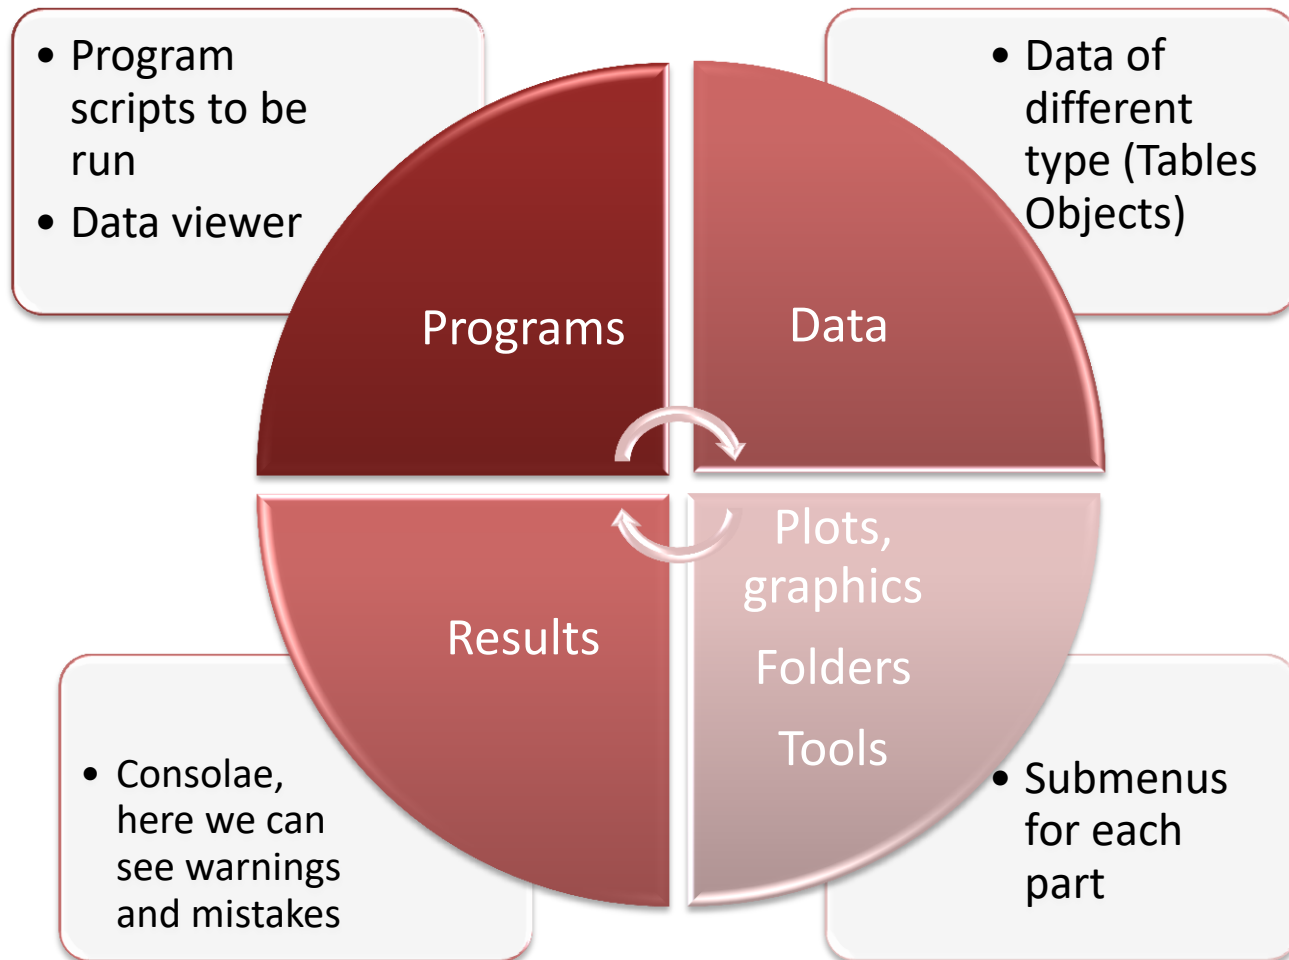 • Program
scripts to be
run
• Data viewer
• Data of
different
type (Tables
Objects)
Programs
Data
Results
Plots,
graphics
Folders
Tools
• Consolae,
here we can
see warnings
and mistakes
• Submenus
for each
part